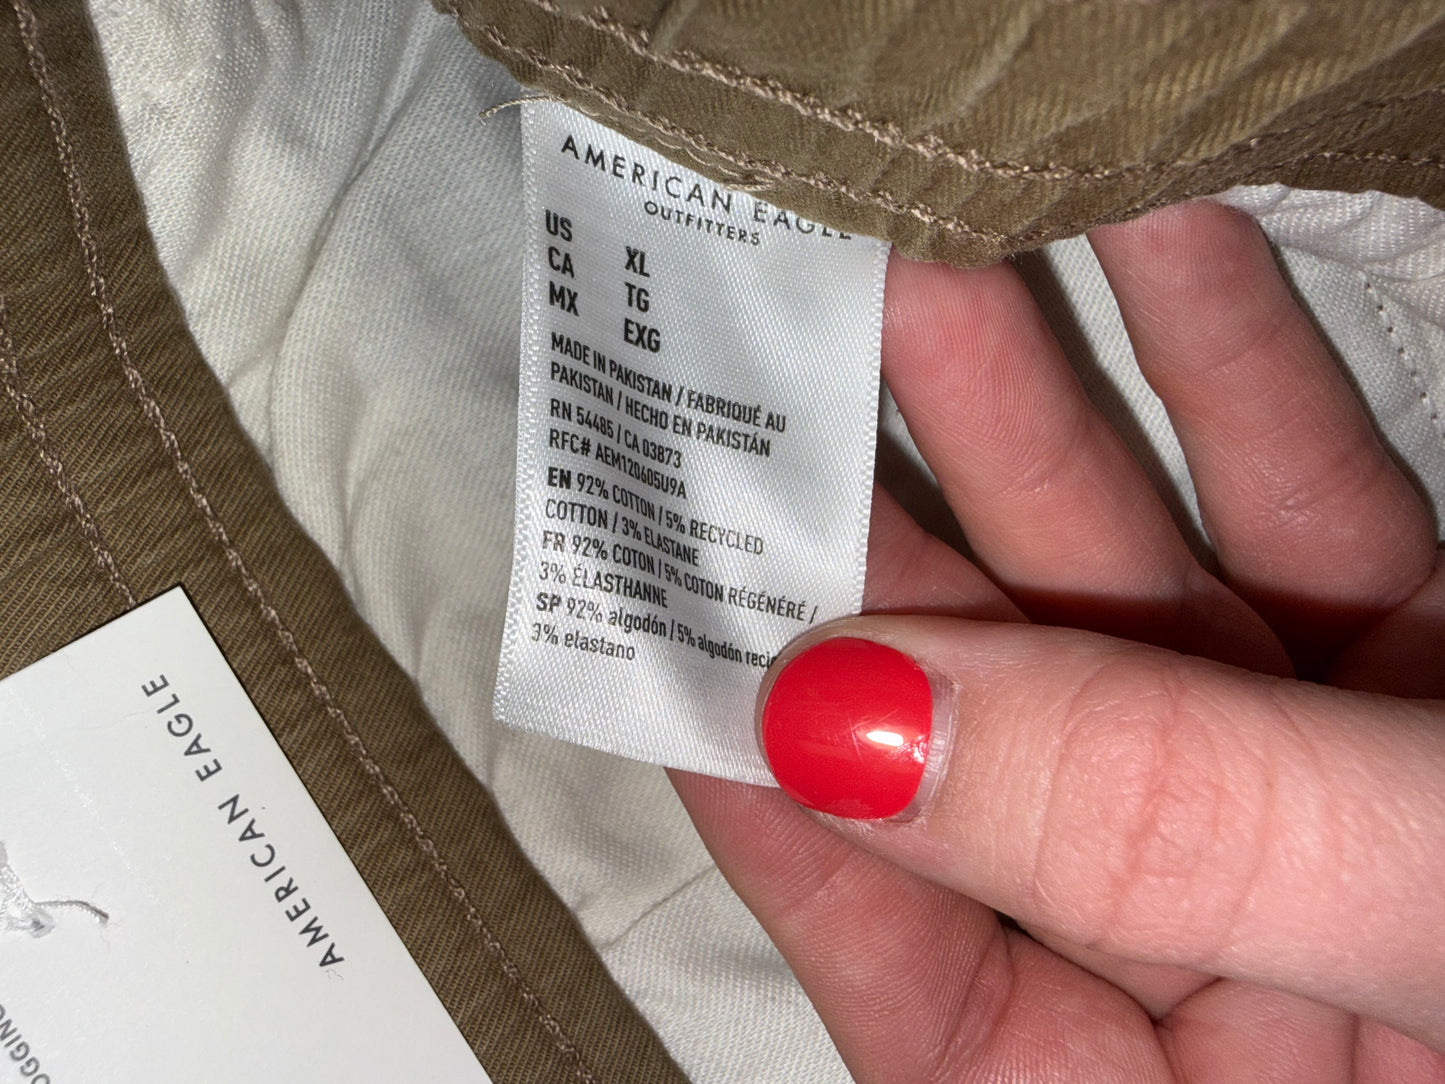 AMERICAN EAGLE
OUTFITTERS
US XL
CA TG
MX EXG
MADE IN PAKISTAN / FABRIQUÉ AU
PAKISTAN / HECHO EN PAKISTÁN
RN 54485 / CA 03873
RFC# AEM120605U9A
EN 92% COTTON / 5% RECYCLED
COTTON / 3% ELASTANE
FR 92% COTON / 5% COTON RÉGÉNÉRÉ /
3% ÉLASTHANNE
SP 92% algodón / 5% algodón
3% elastano
AMERICAN EAGLE